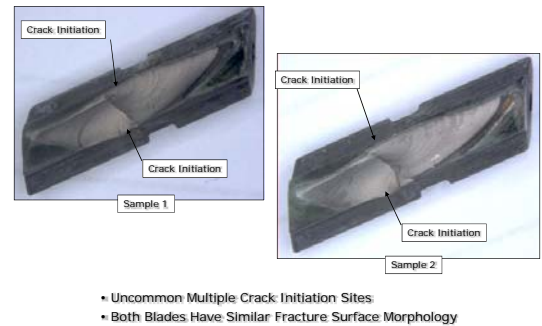 Crack Initiation
Crack Initiation
Sample 1
Crack Initiation
Crack Initiation
Sample 2
• Uncommon Multiple Crack Initiation Sites
• Both Blades Have Similar Fracture Surface Morphology